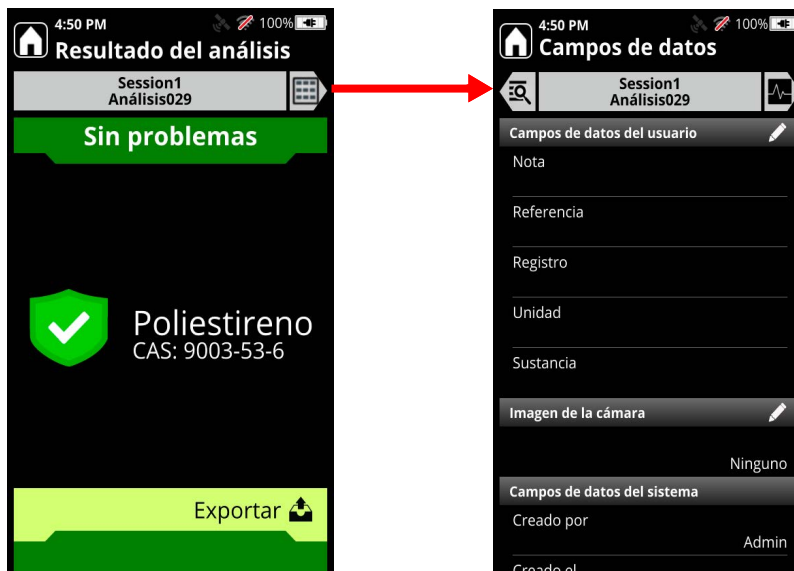 4:50 PM
100%
Resultado del análisis
Session1
Análisis029
Sin problemas
Poliestireno
CAS: 9003-53-6
Exportar
4:50 PM
100%
Campos de datos
Session1
Análisis029
Campos de datos del usuario
Nota
Referencia
Registro
Unidad
Sustancia
Imagen de la cámara
Ninguno
Campos de datos del sistema
Creado por
Admin
Creado el